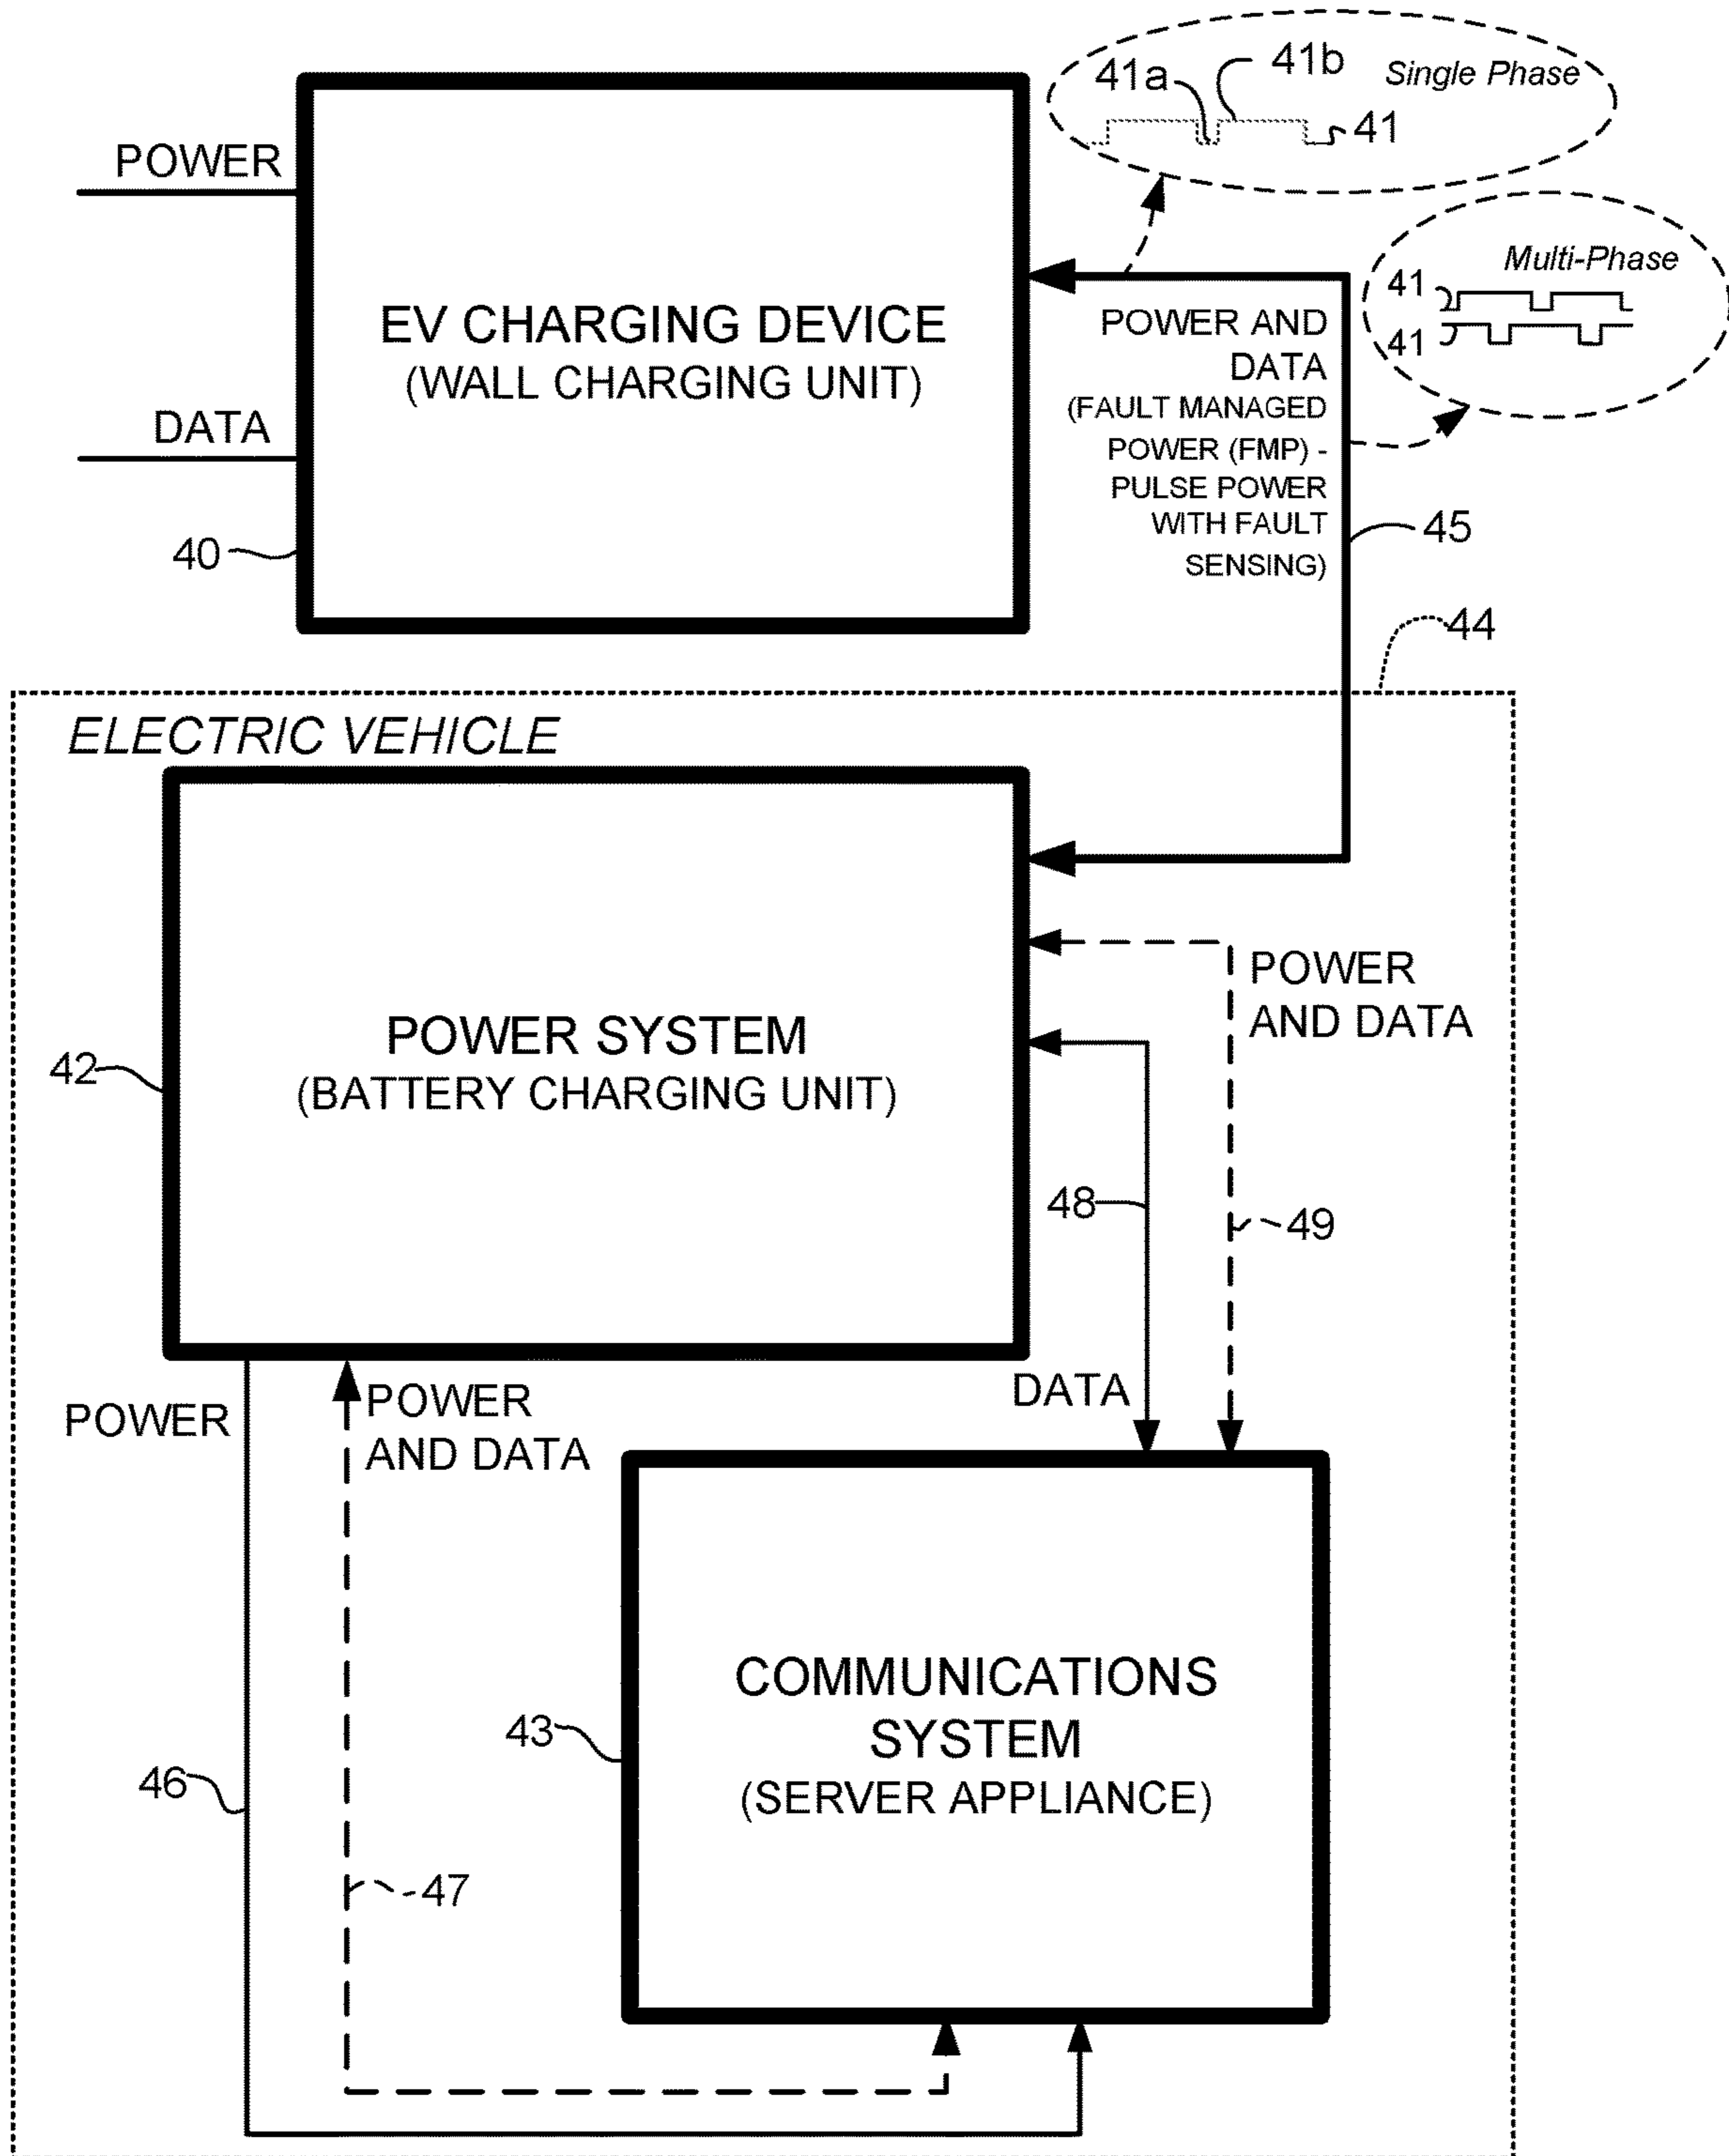 41a
41b
Single Phase
41
POWER
EV CHARGING DEVICE
(WALL CHARGING UNIT)
DATA
40
Multi-Phase
41
41
POWER AND
DATA
(FAULT MANAGED
POWER (FMP) -
PULSE POWER
WITH FAULT
SENSING)
45
44
ELECTRIC VEHICLE
POWER SYSTEM
(BATTERY CHARGING UNIT)
42
POWER
AND DATA
48
49
DATA
POWER
POWER
AND DATA
COMMUNICATIONS
SYSTEM
(SERVER APPLIANCE)
43
46
47